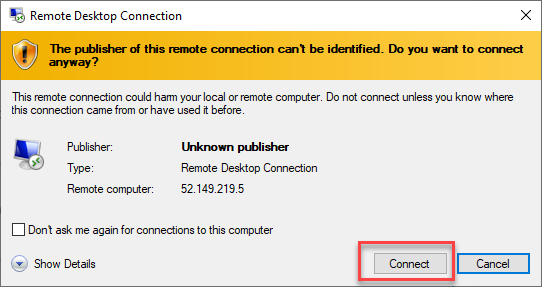 Remote Desktop Connection
The publisher of this remote connection can't be identified. Do you want to connect
anyway?
This remote connection could harm your local or remote computer. Do not connect unless you know where
this connection came from or have used it before.
Publisher: Unknown publisher
Type: Remote Desktop Connection
Remote computer: 52.149.219.5
Don't ask me again for connections to this computer
Show Details Connect Cancel